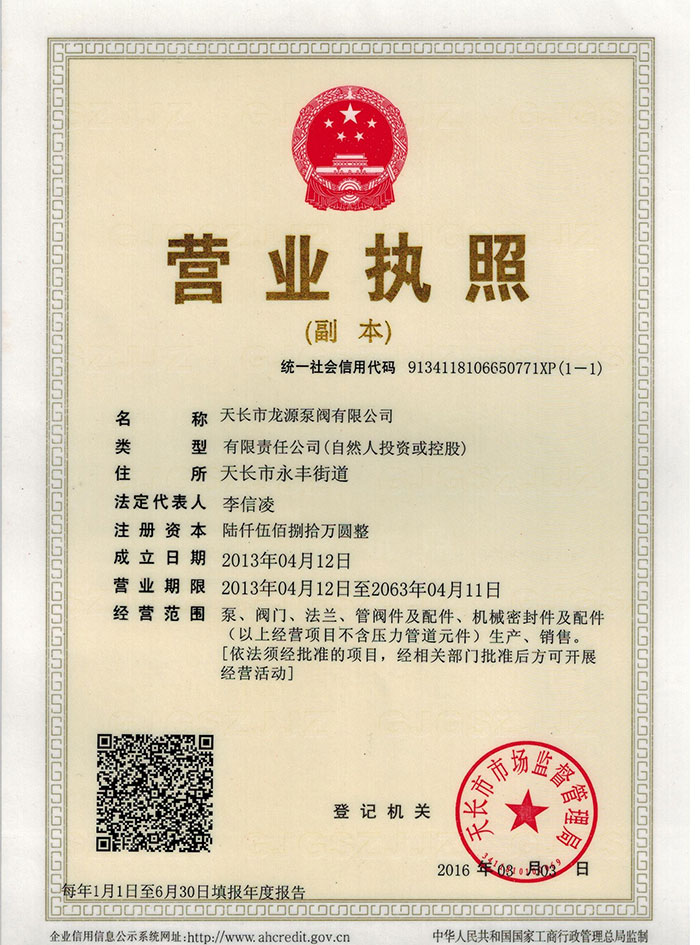 营业执照
(副 本)
统一社会信用代码 9134118106650771XP(1-1)
名 称 天长市龙源泵阀有限公司
类 型 有限责任公司(自然人投资或控股)
住 所 天长市永丰街道
法定代表人 李信凌
注册资本 陆仟伍佰捌拾万圆整
成立日期 2013年04月12日
营业期限 2013年04月12日至2063年04月11日
经营范围 泵、阀门、法兰、管阀件及配件、机械密封件及配件
（以上经营项目不含压力管道元件）生产、销售。
[依法须经批准的项目，经相关部门批准后方可开展
经营活动]
天长市市场监督管理局
登记机关
2016 年 03 月 03 日
每年1月1日至6月30日填报年度报告
企业信用信息公示系统网址:http://www.ahcredit.gov.cn
中华人民共和国国家工商行政管理总局监制